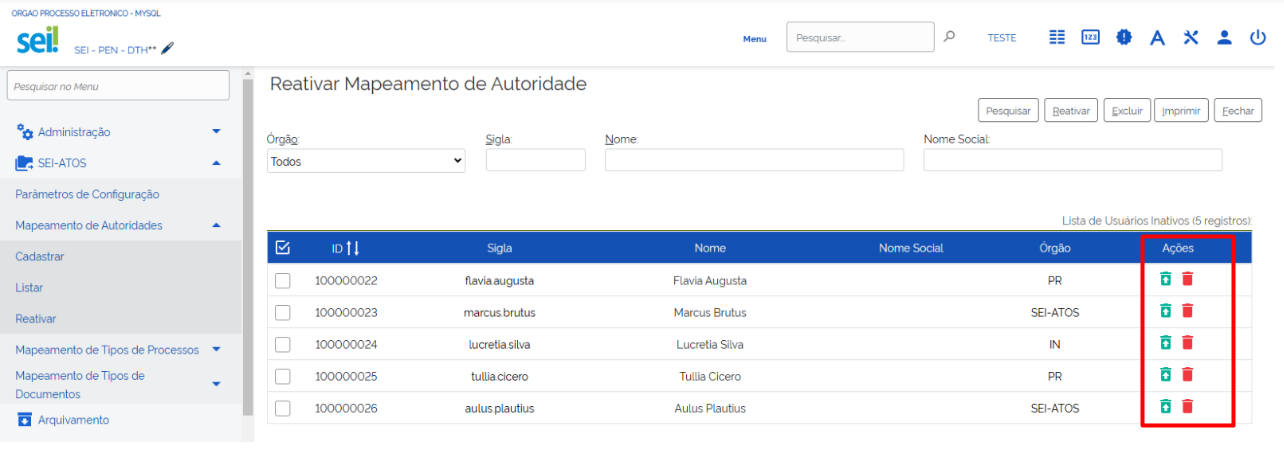 ORGAO PROCESSO ELETRONICO - MYSQL
sei!
SEI - PEN - DTH**
Menu
Pesquisar...
TESTE
123
A
Pesquisar no Menu
Administração
SEI-ATOS
Parâmetros de Configuração
Mapeamento de Autoridades
Cadastrar
Listar
Reativar
Mapeamento de Tipos de Processos
Mapeamento de Tipos de
Documentos
Arquivamento
Reativar Mapeamento de Autoridade
Pesquisar Reativar Excluir Imprimir Fechar
Órgão: Sigla: Nome: Nome Social:
Todos
Lista de Usuários Inativos (5 registros):
ID Sigla Nome Nome Social Órgão Ações
100000022 flavia.augusta Flavia Augusta PR
100000023 marcus.brutus Marcus Brutus SEI-ATOS
100000024 lucretia.silva Lucretia Silva IN
100000025 tullia.cicero Tullia Cicero PR
100000026 aulus.plautius Aulus Plautius SEI-ATOS